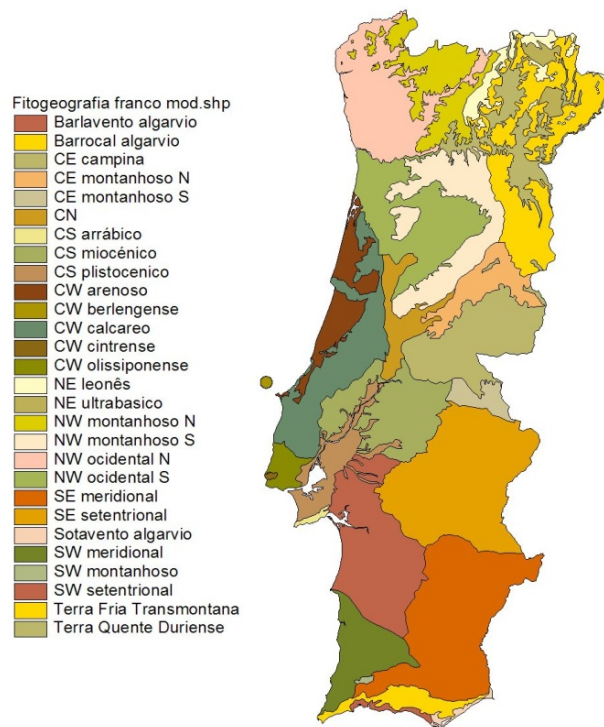 Fitogeografia franco mod.shp
Barlavento algarvio
Barrocal algarvio
CE campina
CE montanhoso N
CE montanhoso S
CN
CS arrábico
CS miocénico
CS plistocenico
CW arenoso
CW berlengense
CW calcareo
CW cintrense
CW olissiponense
NE leonês
NE ultrabasico
NW montanhoso N
NW montanhoso S
NW ocidental N
NW ocidental S
SE meridional
SE setentrional
Sotavento algarvio
SW meridional
SW montanhoso
SW setentrional
Terra Fria Transmontana
Terra Quente Duriense